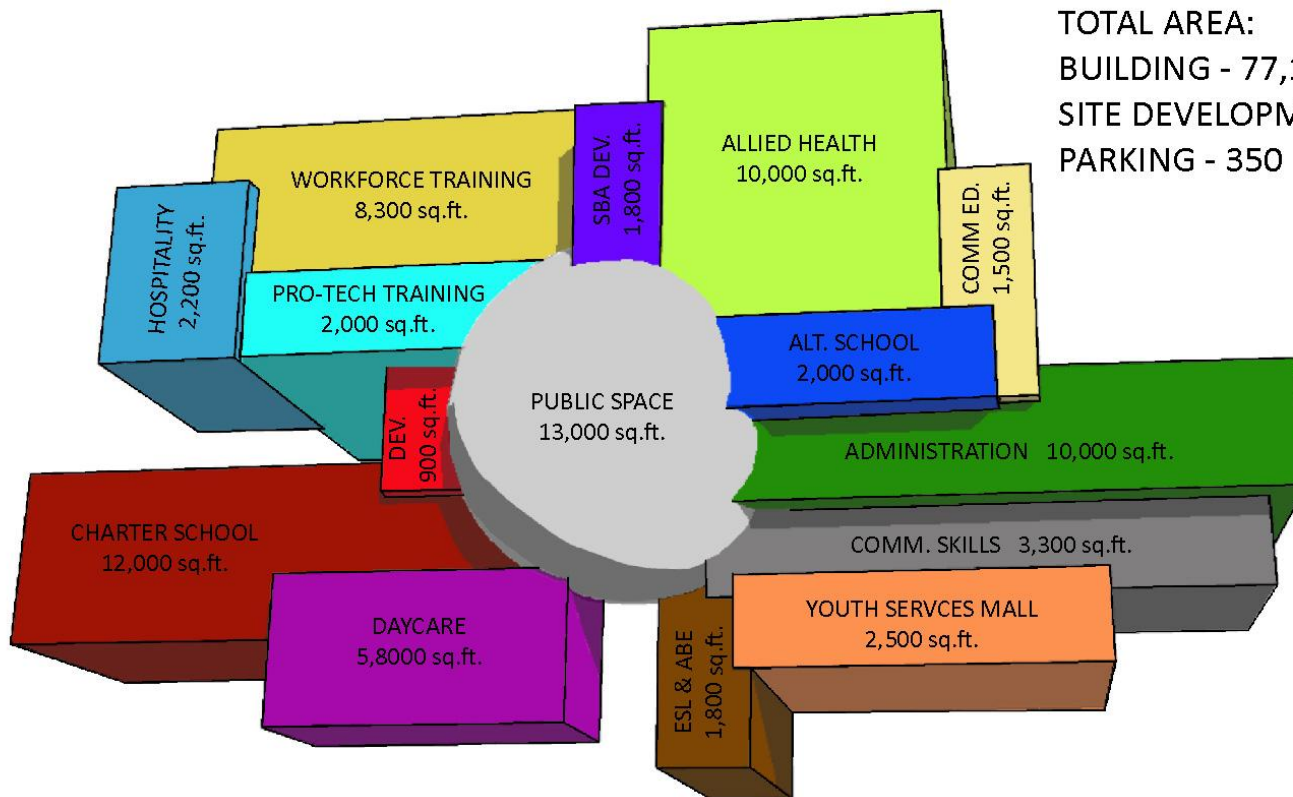 TOTAL AREA:
BUILDING - 77,1
SITE DEVELOPM
PARKING - 350
ALLIED HEALTH
10,000 sq.ft.
SBA DEV.
1,800 sq.ft.
WORKFORCE TRAINING
8,300 sq.ft.
COMM ED.
1,500 sq.ft.
HOSPITALITY
2,200 sq.ft.
PRO-TECH TRAINING
2,000 sq.ft.
ALT. SCHOOL
2,000 sq.ft.
PUBLIC SPACE
13,000 sq.ft.
DEV.
900 sq.ft.
ADMINISTRATION 10,000 sq.ft.
CHARTER SCHOOL
12,000 sq.ft.
COMM. SKILLS 3,300 sq.ft.
DAYCARE
5,8000 sq.ft.
YOUTH SERVCES MALL
2,500 sq.ft.
ESL & ABE
1,800 sq.ft.